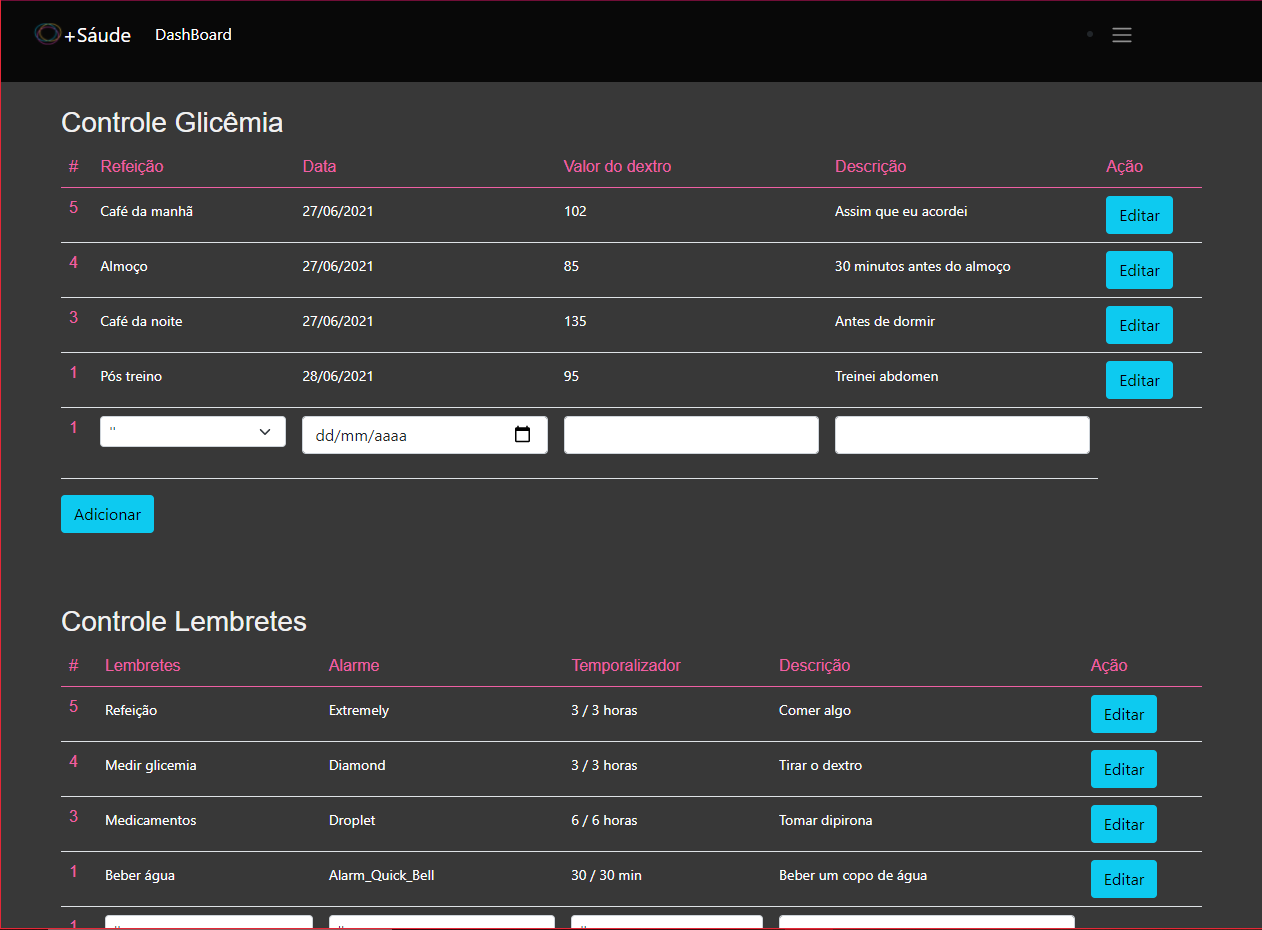 +Sáude DashBoard
Controle Glicêmia
# Refeição Data Valor do dextro Descrição Ação
5 Café da manhã 27/06/2021 102 Assim que eu acordei Editar
4 Almoço 27/06/2021 85 30 minutos antes do almoço Editar
3 Café da noite 27/06/2021 135 Antes de dormir Editar
1 Pós treino 28/06/2021 95 Treinei abdomen Editar
1 " dd/mm/aaaa
Adicionar
Controle Lembretes
# Lembretes Alarme Temporalizador Descrição Ação
5 Refeição Extremely 3 / 3 horas Comer algo Editar
4 Medir glicemia Diamond 3 / 3 horas Tirar o dextro Editar
3 Medicamentos Droplet 6 / 6 horas Tomar dipirona Editar
1 Beber água Alarm_Quick_Bell 30 / 30 min Beber um copo de água Editar
1 " " "